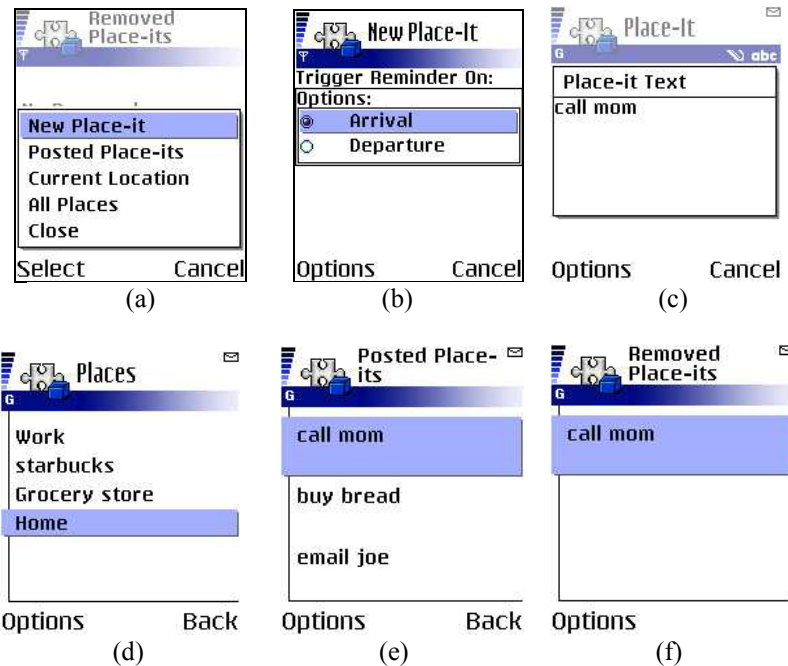 Removed
Place-its
New Place-it
Posted Place-its
Current Location
All Places
Close
Select Cancel
(a)
New Place-It
Trigger Reminder On:
Options:
Arrival
Departure
Options Cancel
(b)
Place-It
G abc
Place-it Text
call mom
Options Cancel
(c)
Places
G
Work
starbucks
Grocery store
Home
Options Back
(d)
Posted Place-
its
G
call mom
buy bread
email joe
Options Back
(e)
Removed
Place-its
G
call mom
Options
(f)